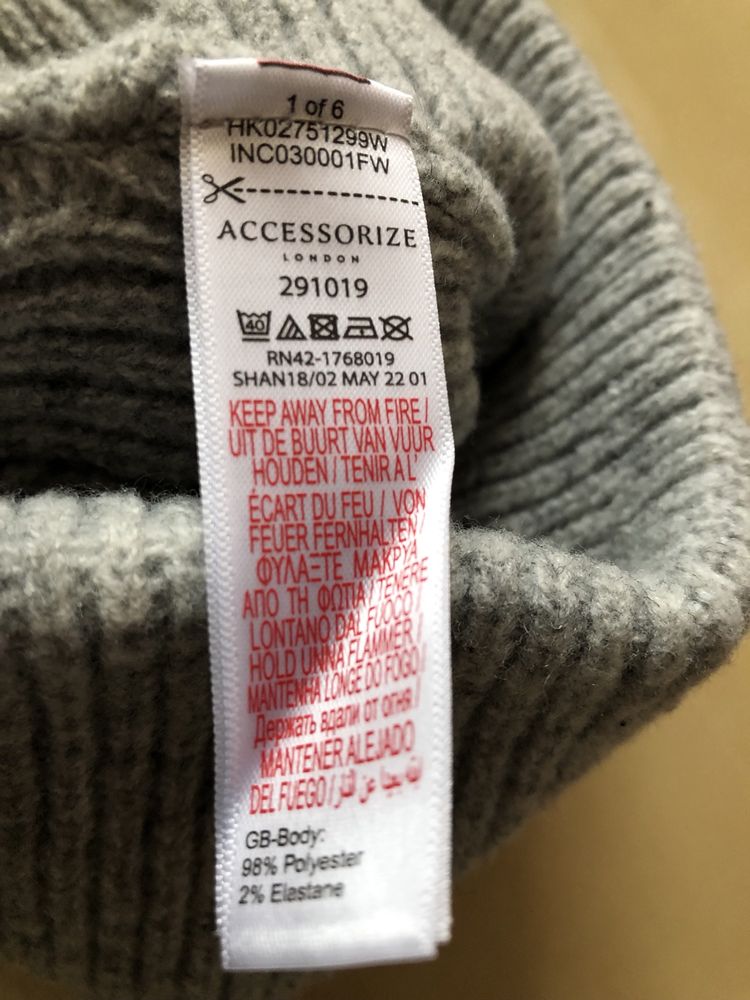 1 of 6
HK02751299W
INC030001FW
ACCESSORIZE
LONDON
291019
40
RN42-1768019
SHAN18/02 MAY 22 01
KEEP AWAY FROM FIRE /
UIT DE BUURT VAN VUUR
HOUDEN / TENIR A L'
ÉCART DU FEU / VON
FEUER FERNHALTEN /
ΦΥΛΑΞΤΕ ΜΑΚΡΥΑ
ΑΠΟ ΤΗ ΦΩΤΙΑ / TENERE
LONTANO DAL FUOCO /
HOLD UNNA FLAMMER /
MANTENHA LONGE DO FOGO /
Держать вдали от огня /
MANTENER ALEJADO
DEL FUEGO / عن النار
GB-Body:
98% Polyester
2% Elastane